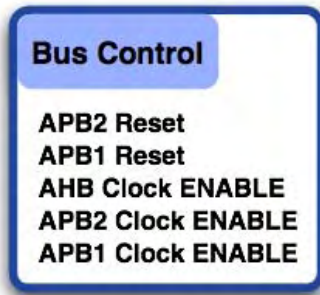 Bus Control
APB2 Reset
APB1 Reset
AHB Clock ENABLE
APB2 Clock ENABLE
APB1 Clock ENABLE